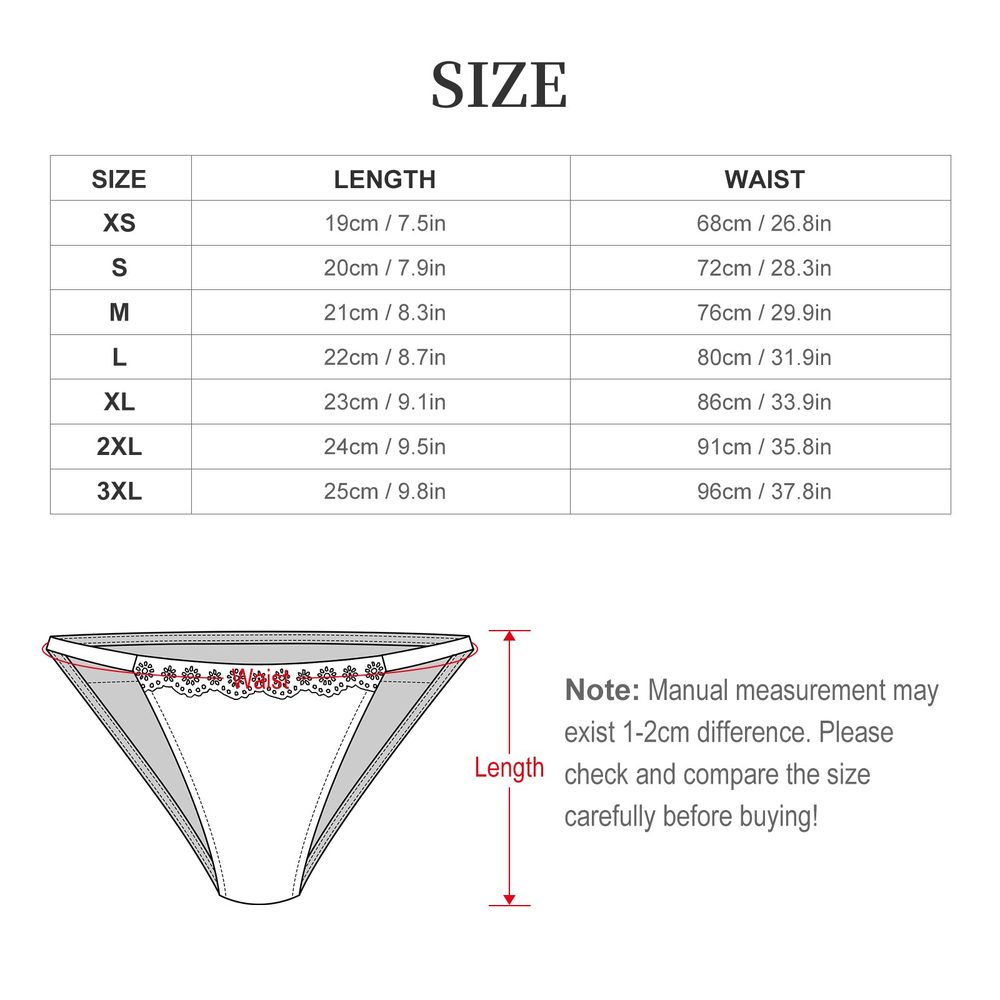 SIZE
SIZE LENGTH WAIST
XS 19cm / 7.5in 68cm / 26.8in
S 20cm / 7.9in 72cm / 28.3in
M 21cm / 8.3in 76cm / 29.9in
L 22cm / 8.7in 80cm / 31.9in
XL 23cm / 9.1in 86cm / 33.9in
2XL 24cm / 9.5in 91cm / 35.8in
3XL 25cm / 9.8in 96cm / 37.8in
Waist
Length
Note: Manual measurement may
exist 1-2cm difference. Please
check and compare the size
carefully before buying!